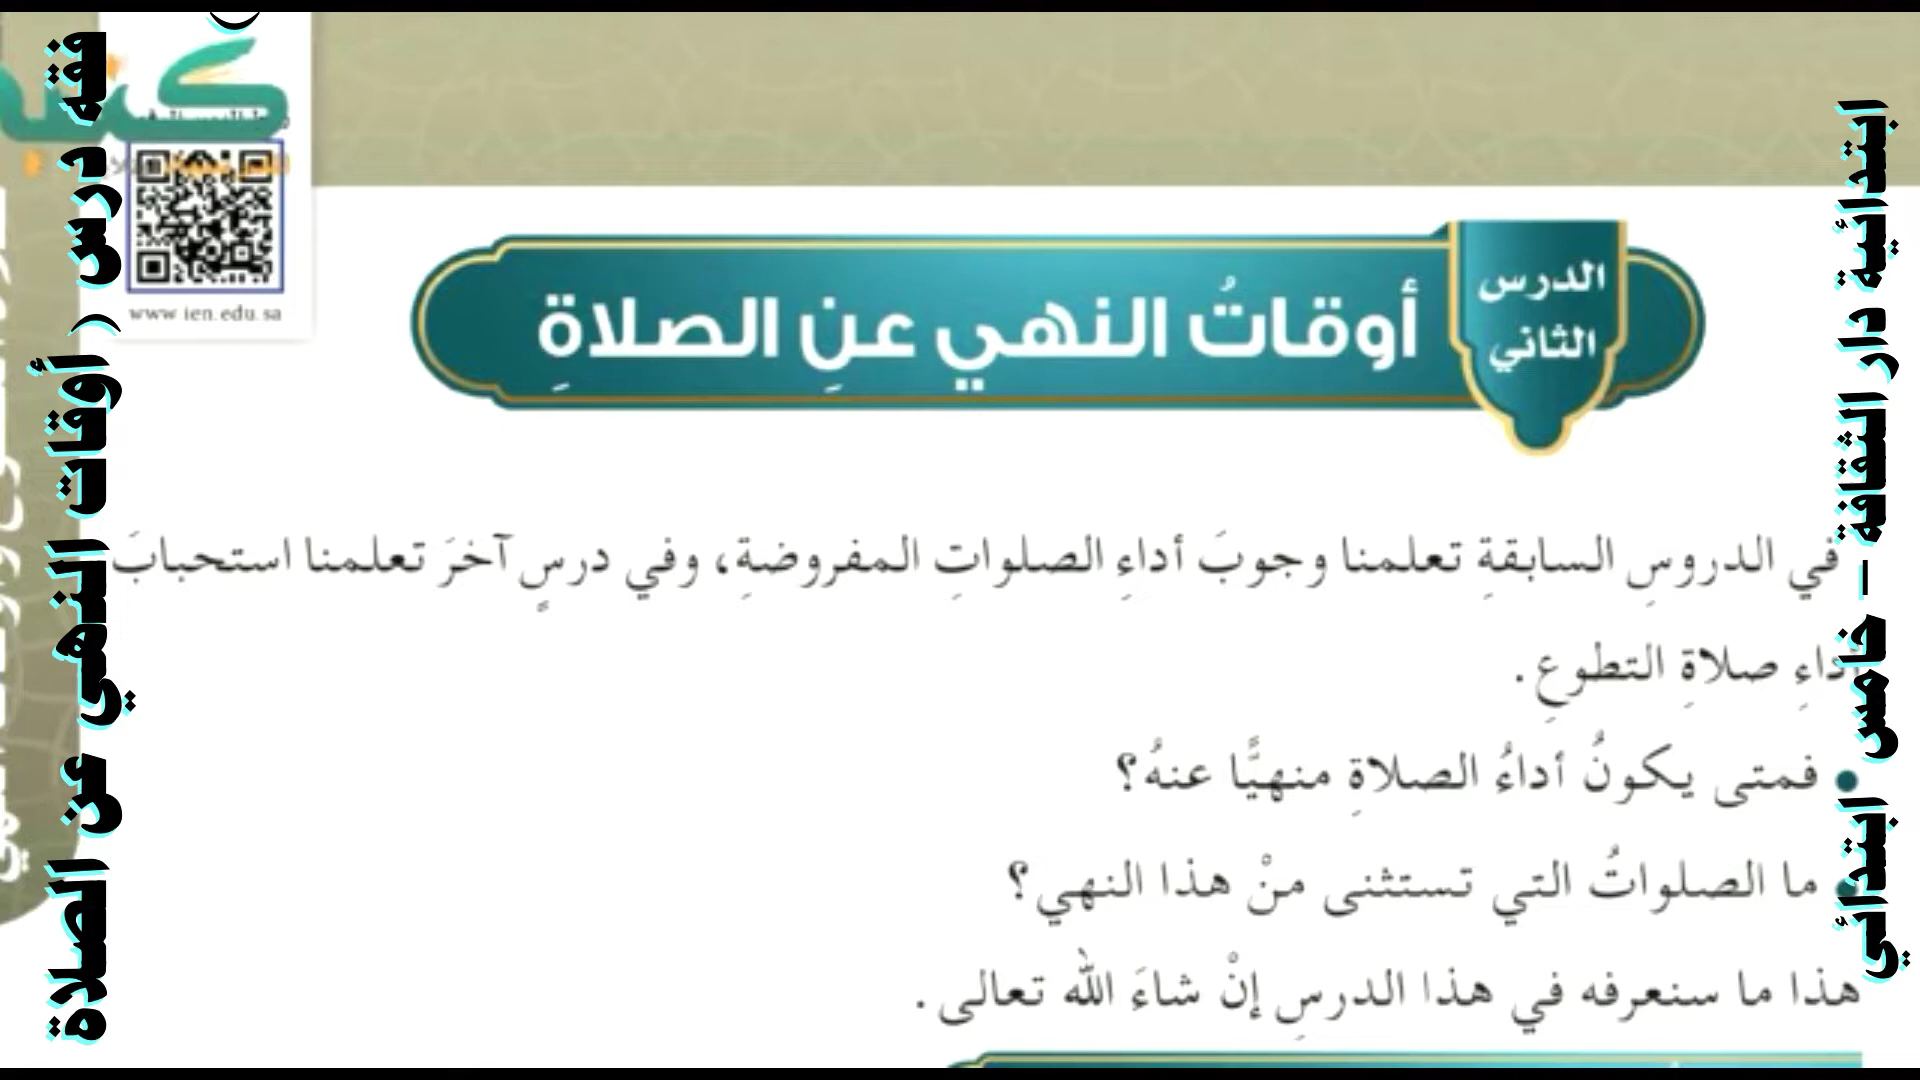 الدرس
الثاني
أوقاتُ النهي عنِ الصلاةِ
www.ien.edu.sa
في الدروسِ السابقةِ تعلمنا وجوبَ أداءِ الصلواتِ المفروضةِ، وفي درسٍ آخرَ تعلمنا استحبابَ
أداءِ صلاةِ التطوعِ.
• فمتى يكونُ أداءُ الصلاةِ منهيًّا عنهُ؟
• ما الصلواتُ التي تستثنى منْ هذا النهي؟
هذا ما سنعرفه في هذا الدرسِ إنْ شاءَ الله تعالى.
ابتدائية دار الثقافة – خامس ابتدائي
فقه درس ( أوقات النهي عن الصلاة